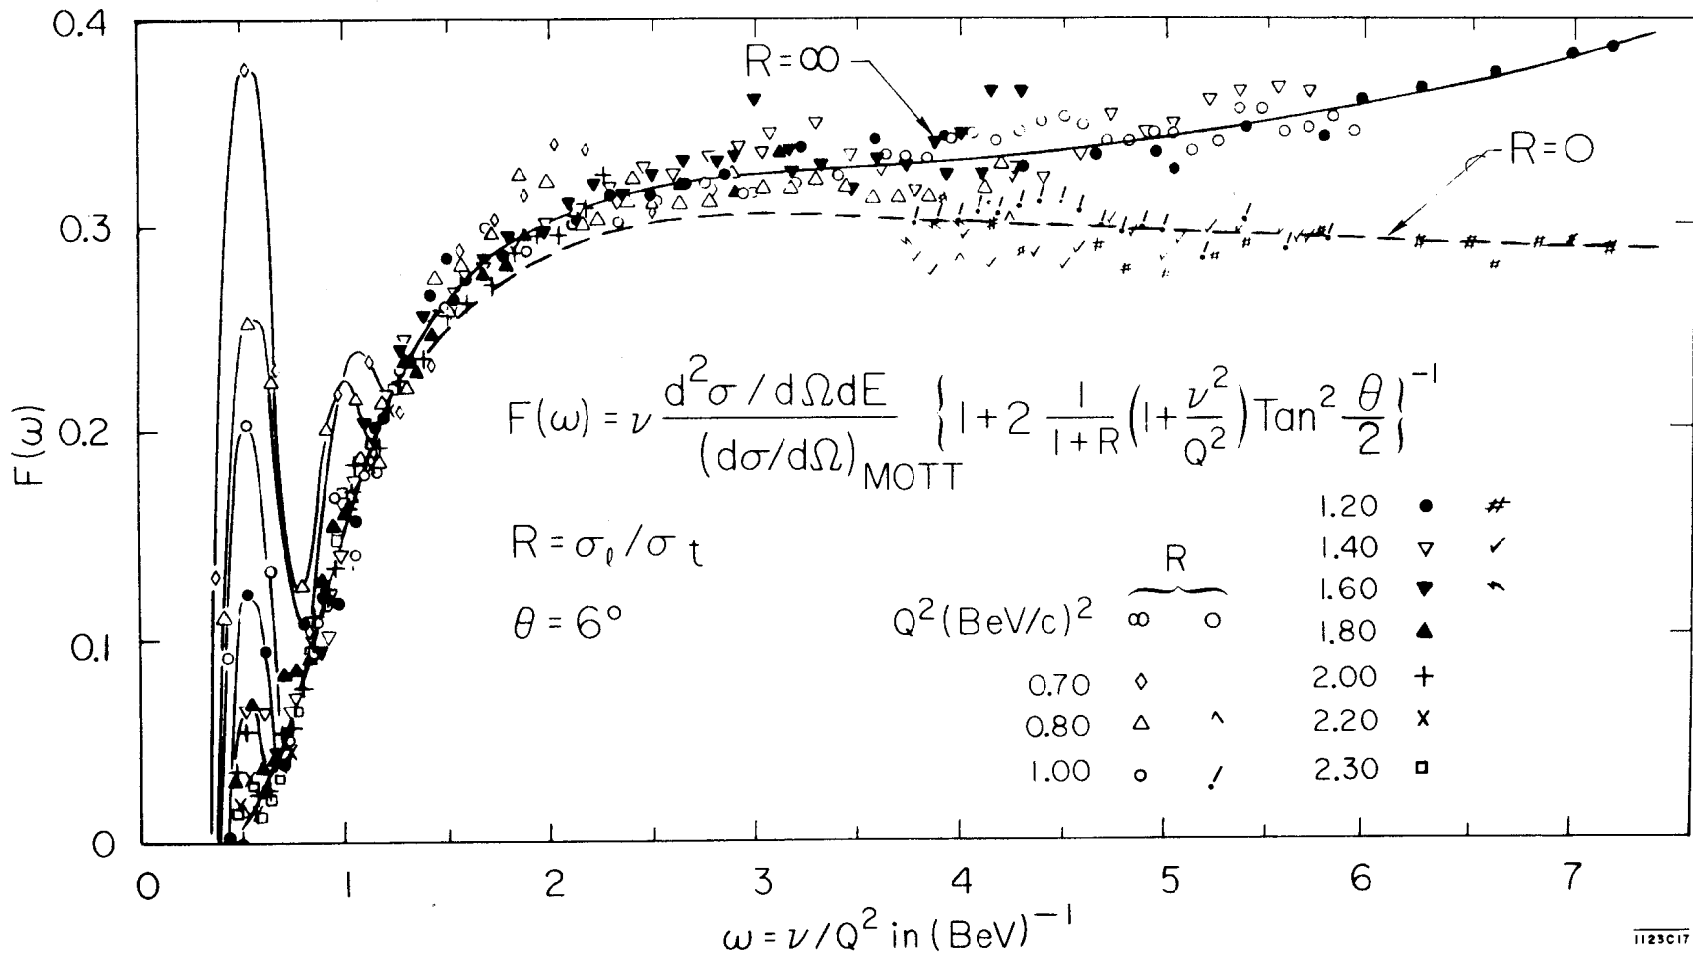 0.4
0.3
0.2
0.1
0
F(ω)
R=∞
R=0
F(ω) = ν d²σ/dΩdE / (dσ/dΩ)MOTT {1+2 1/1+R (1+ν²/Q²) Tan² θ/2}⁻¹
R=σℓ/σt
θ = 6°
R
Q²(BeV/c)² ∞ 0
0.70
0.80
1.00
1.20
1.40
1.60
1.80
2.00
2.20
2.30
0 1 2 3 4 5 6 7
ω = ν/Q² in (BeV)⁻¹
1123C17